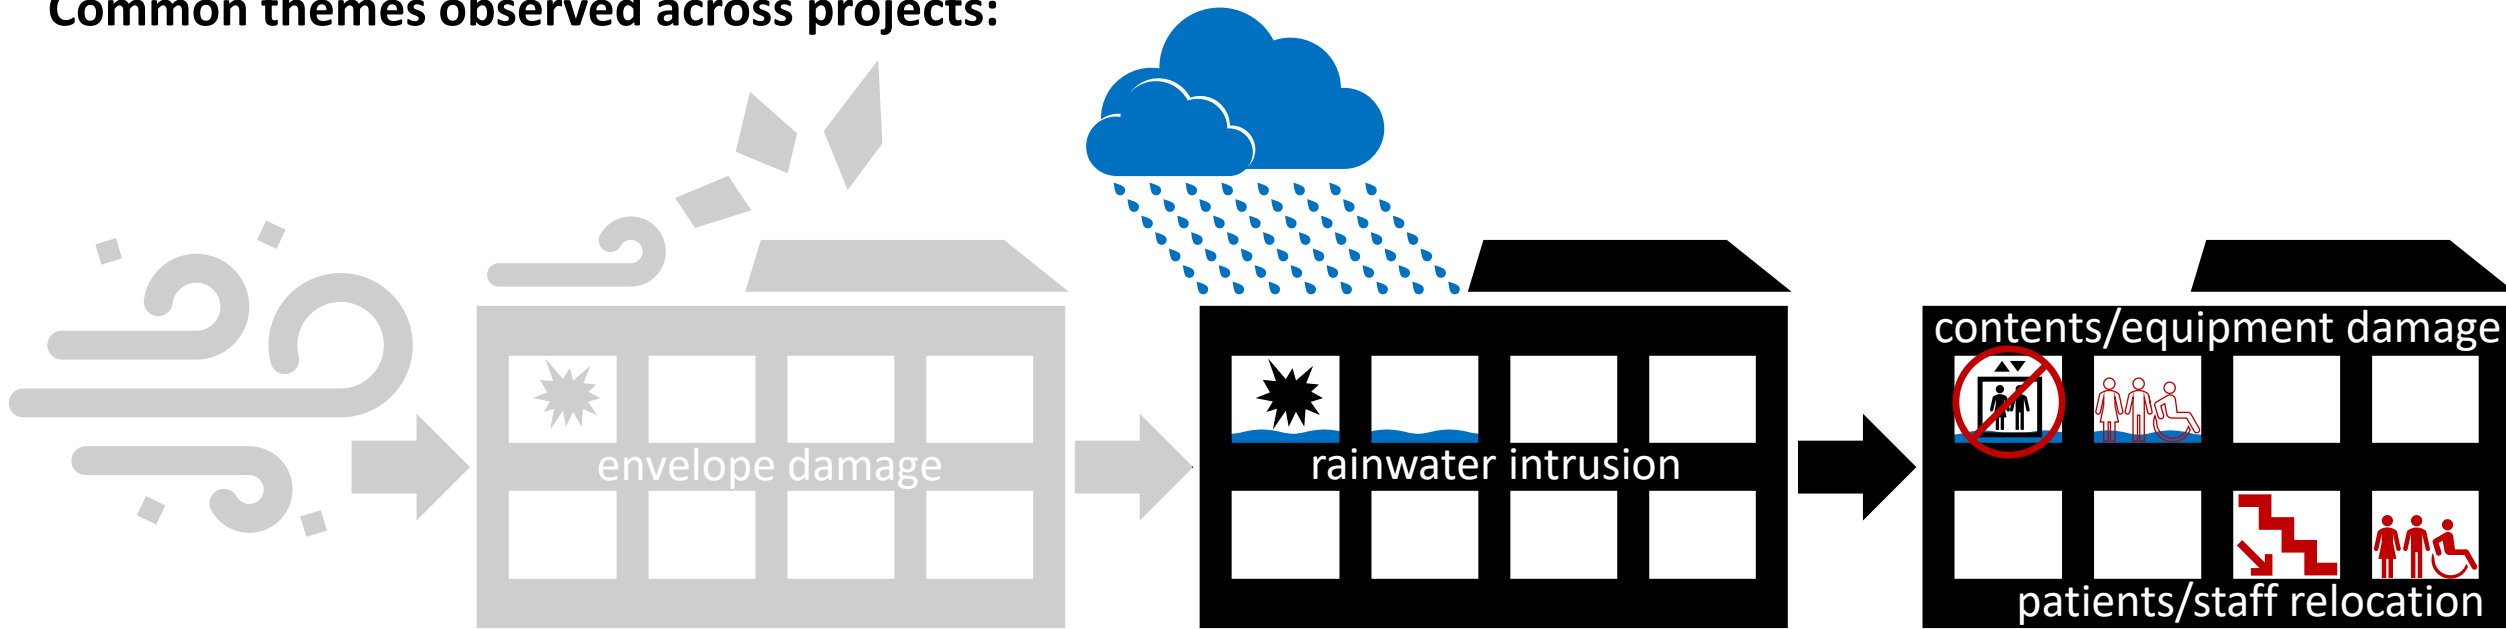 Common themes observed across projects:
envelope damage
rainwater intrusion
contents/equipment damage
patients/staff relocation